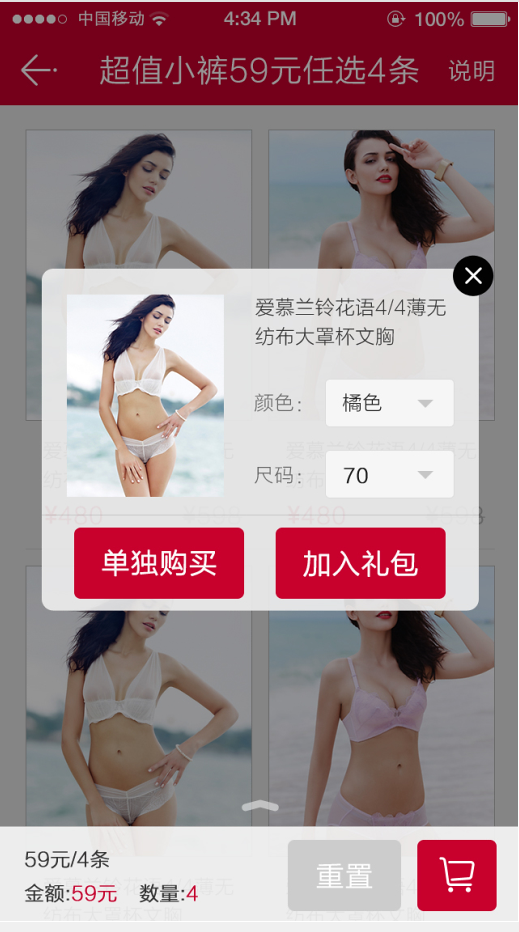 中国移动 4:34 PM 100%
超值小裤59元任选4条 说明
爱慕兰铃花语4/4薄无
纺布大罩杯文胸
颜色: 橘色
尺码: 70
¥480 ¥598 ¥480
单独购买 加入礼包
59元/4条
金额:59元 数量:4
重置